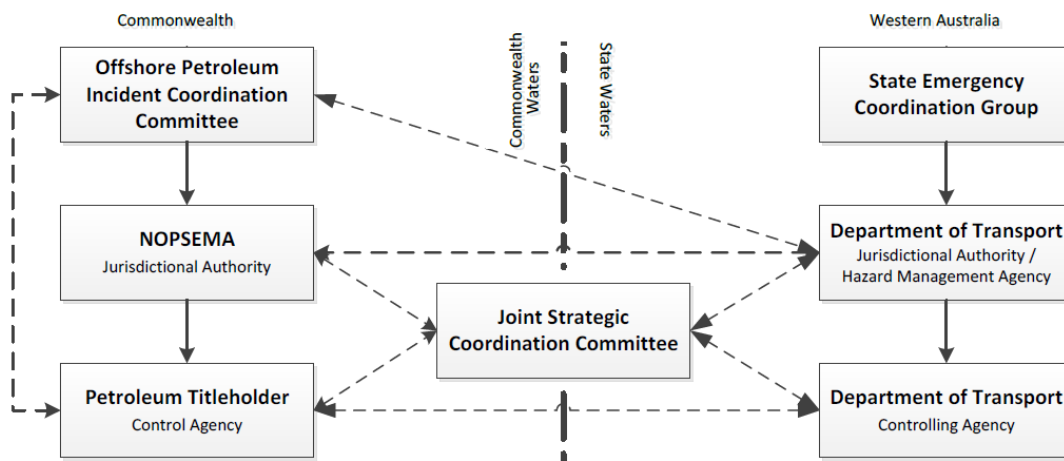 Commonwealth
Western Australia
Offshore Petroleum
Incident Coordination
Committee
Commonwealth
Waters
State Waters
State Emergency
Coordination Group
NOPSEMA
Jurisdictional Authority
Department of Transport
Jurisdictional Authority /
Hazard Management Agency
Joint Strategic
Coordination Committee
Petroleum Titleholder
Control Agency
Department of Transport
Controlling Agency